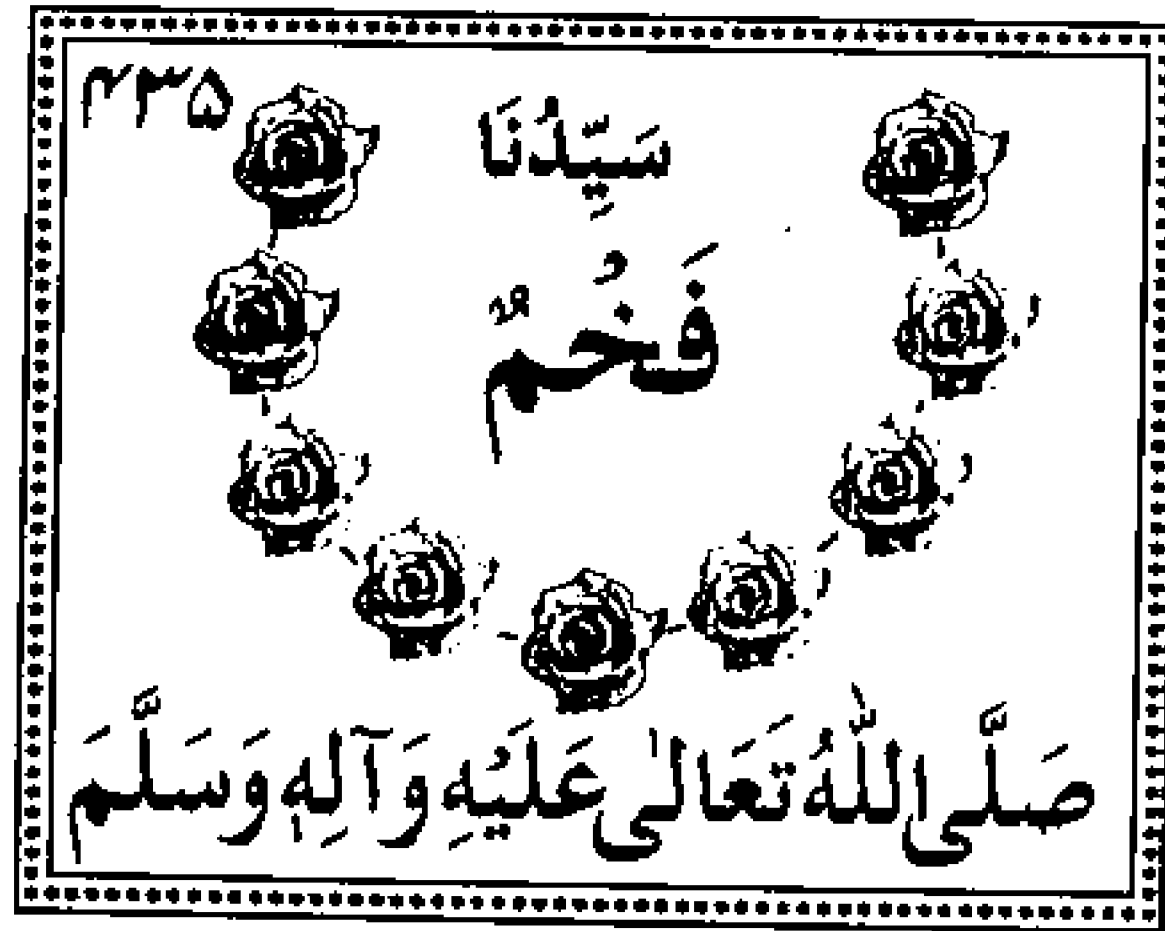 ۴۳۵
سَيِّدُنَا
فَخْمٌ
صَلَّى اللّٰهُ تَعَالٰى عَلَيْهِ وَآلِهٖ وَسَلَّمَ